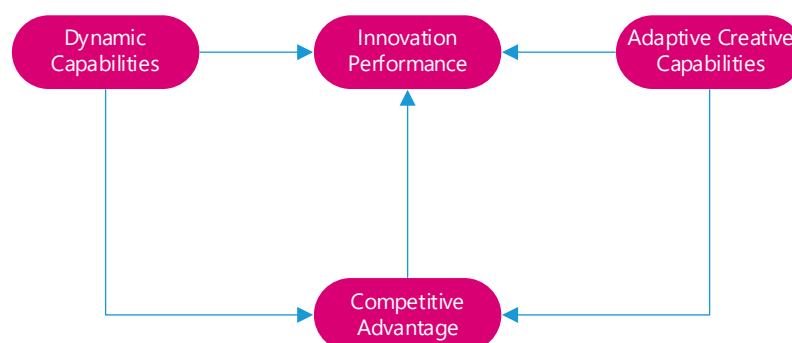 Dynamic
Capabilities
Innovation
Performance
Adaptive Creative
Capabilities
Competitive
Advantage